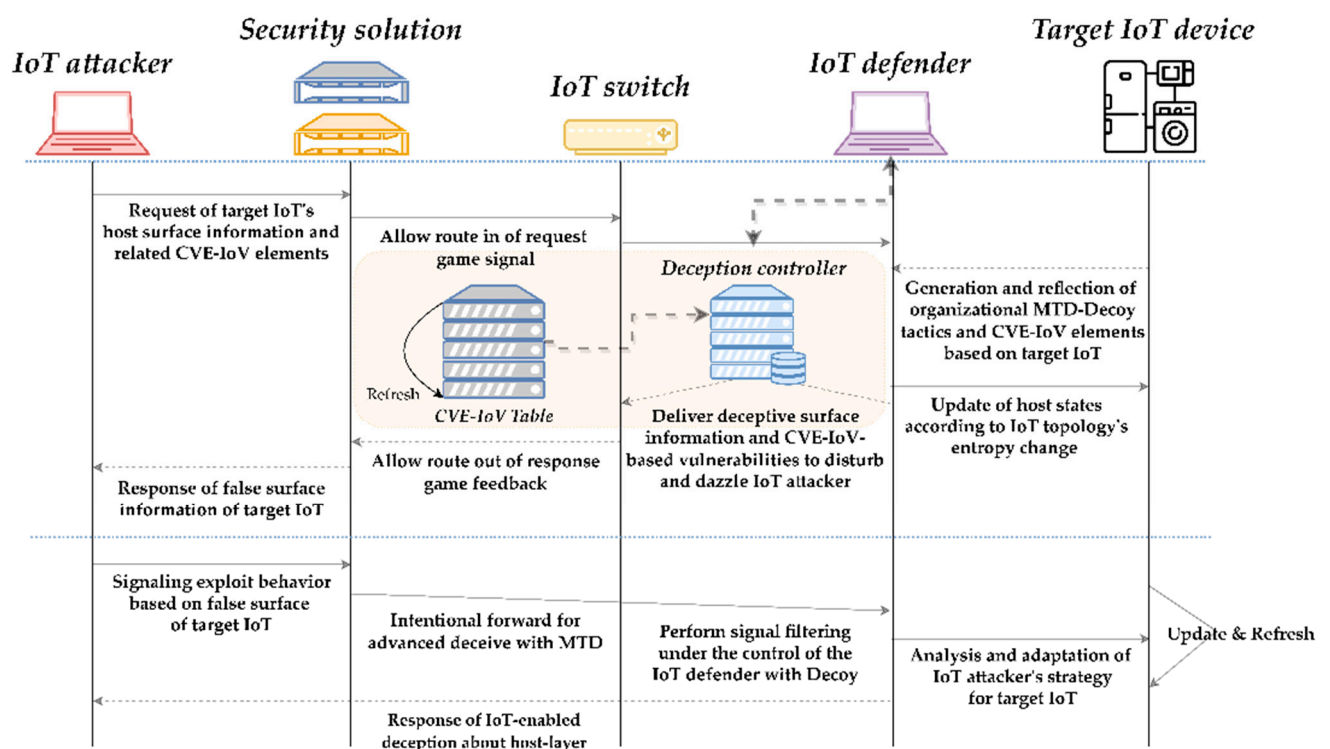 IoT attacker
Security solution
IoT switch
IoT defender
Target IoT device
Request of target IoT's
host surface information and
related CVE-IoV elements
Allow route in of request
game signal
Deception controller
Refresh
CVE-IoV Table
Generation and reflection of
organizational MTD-Decoy
tactics and CVE-IoV elements
based on target IoT
Deliver deceptive surface
information and CVE-IoV-
based vulnerabilities to disturb
and dazzle IoT attacker
Update of host states
according to IoT topology's
entropy change
Allow route out of response
game feedback
Response of false surface
information of target IoT
Signaling exploit behavior
based on false surface
of target IoT
Intentional forward for
advanced deceive with MTD
Perform signal filtering
under the control of the
IoT defender with Decoy
Analysis and adaptation of
IoT attacker's strategy
for target IoT
Update & Refresh
Response of IoT-enabled
deception about host-layer